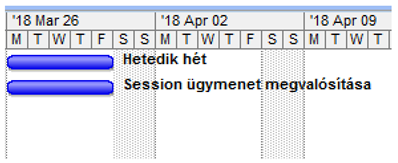 '18 Mar 26 '18 Apr 02 '18 Apr 09
M T W T F S S M T W T F S S M T W T
Hetedik hét
Session ügymenet megvalósítása